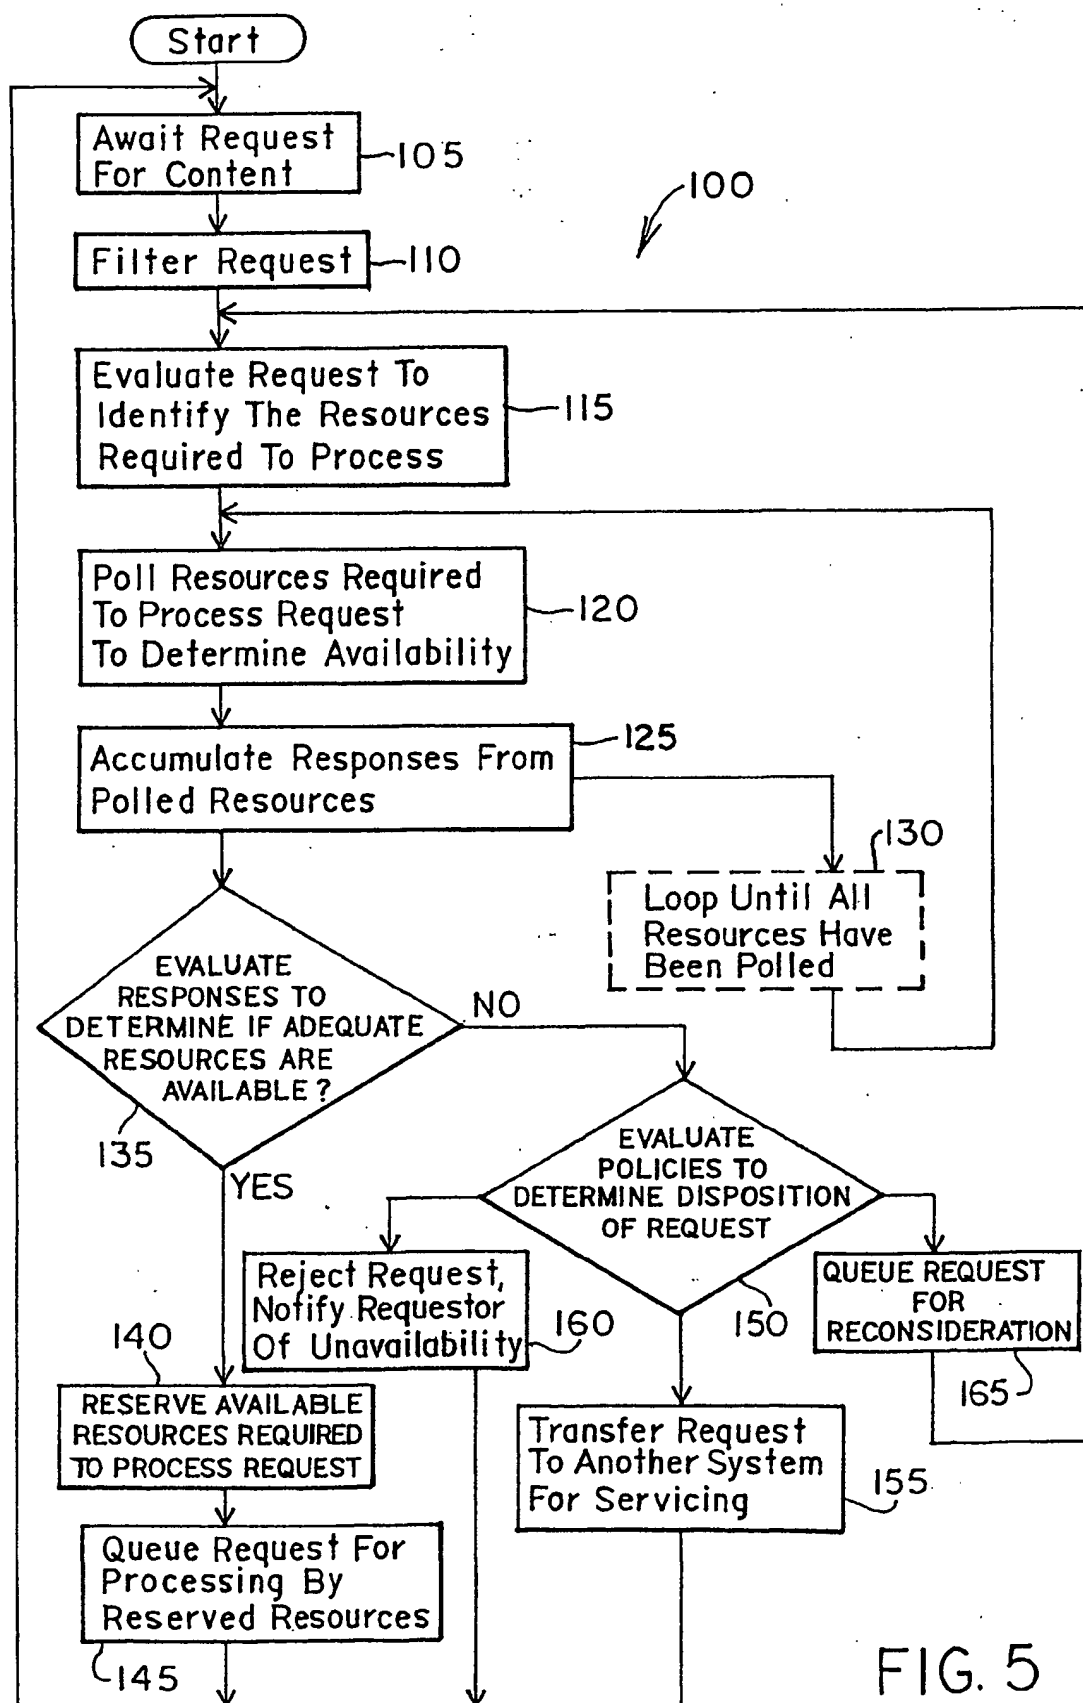 Start
Await Request
For Content
105
100
Filter Request
110
Evaluate Request To
Identify The Resources
Required To Process
115
Poll Resources Required
To Process Request
To Determine Availability
120
Accumulate Responses From
Polled Resources
125
130
Loop Until All
Resources Have
Been Polled
EVALUATE
RESPONSES TO
DETERMINE IF ADEQUATE
RESOURCES ARE
AVAILABLE?
NO
135
YES
EVALUATE
POLICIES TO
DETERMINE DISPOSITION
OF REQUEST
150
Reject Request,
Notify Requestor
Of Unavailability
160
QUEUE REQUEST
FOR
RECONSIDERATION
165
140
RESERVE AVAILABLE
RESOURCES REQUIRED
TO PROCESS REQUEST
Transfer Request
To Another System
For Servicing
155
Queue Request For
Processing By
Reserved Resources
145
FIG. 5